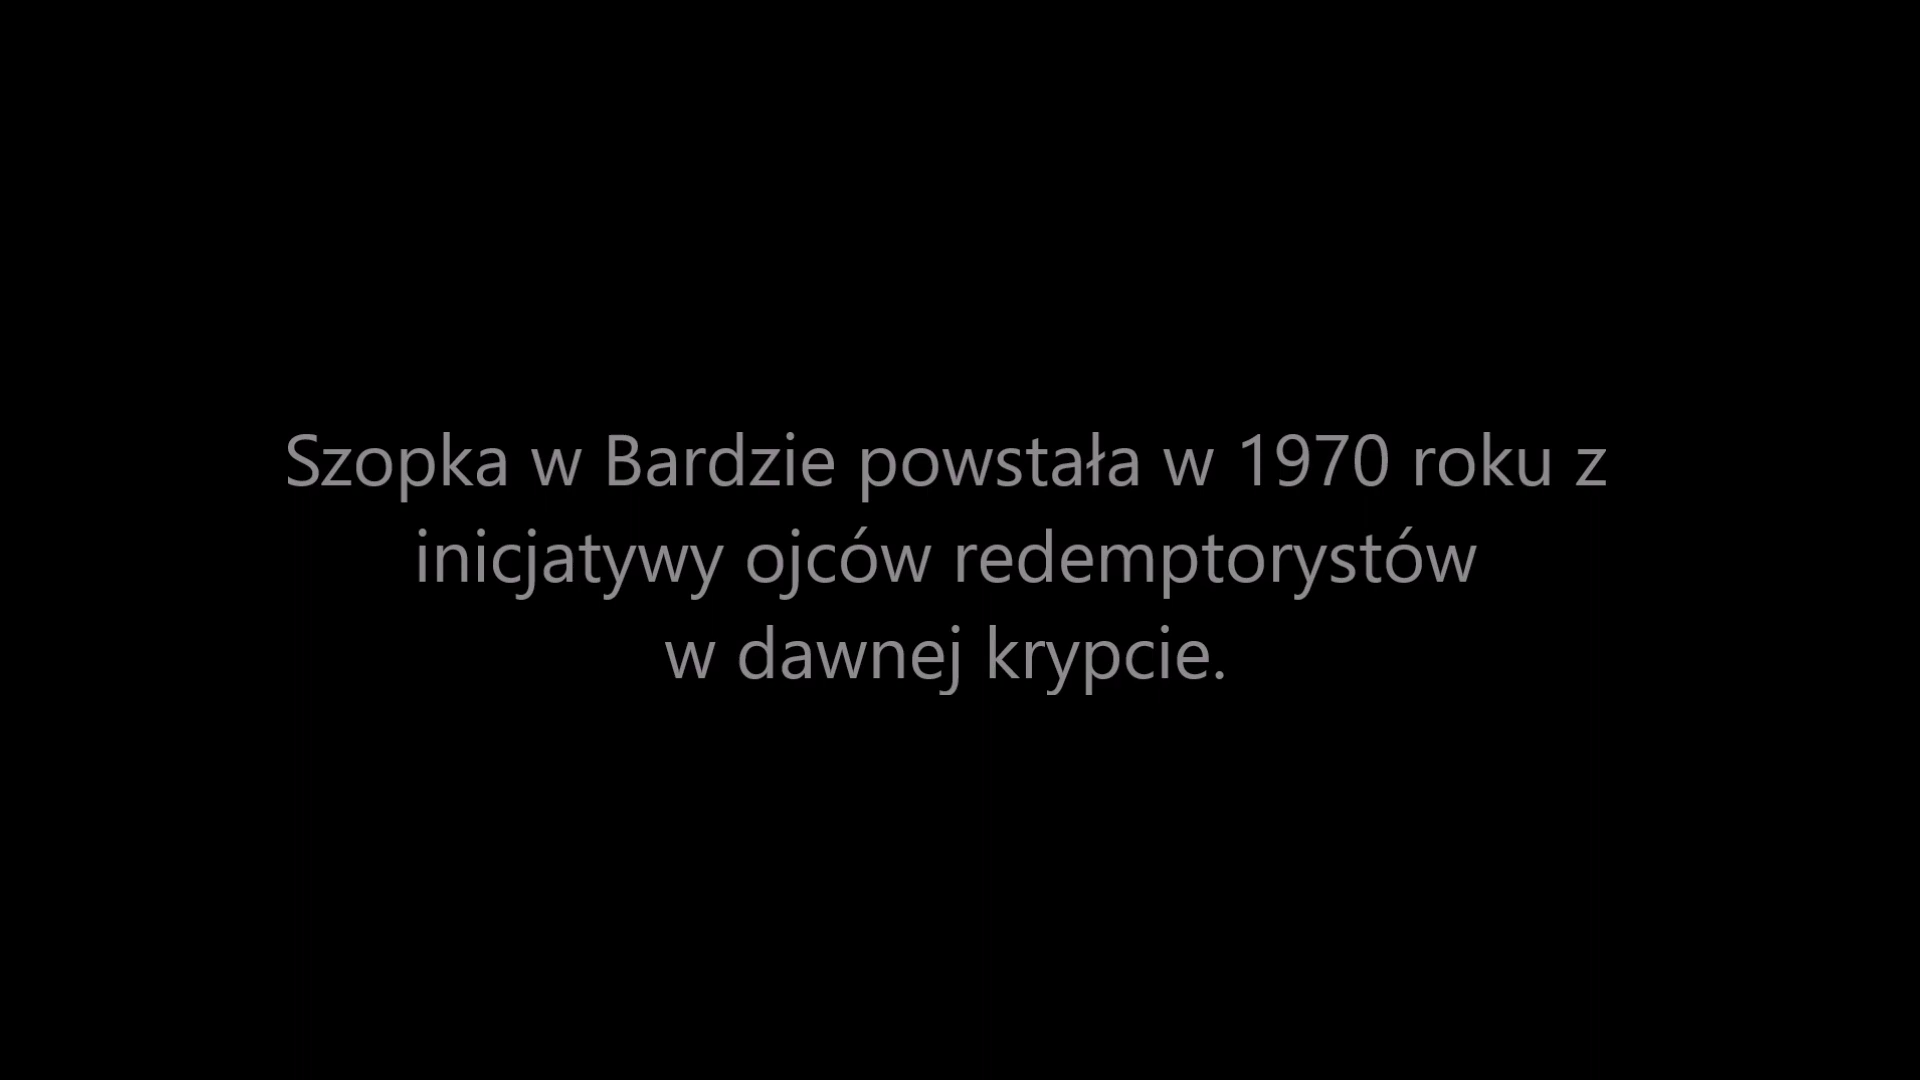 Szopka w Bardzie powstała w 1970 roku z
inicjatywy ojców redemptorystów
w dawnej krypcie.